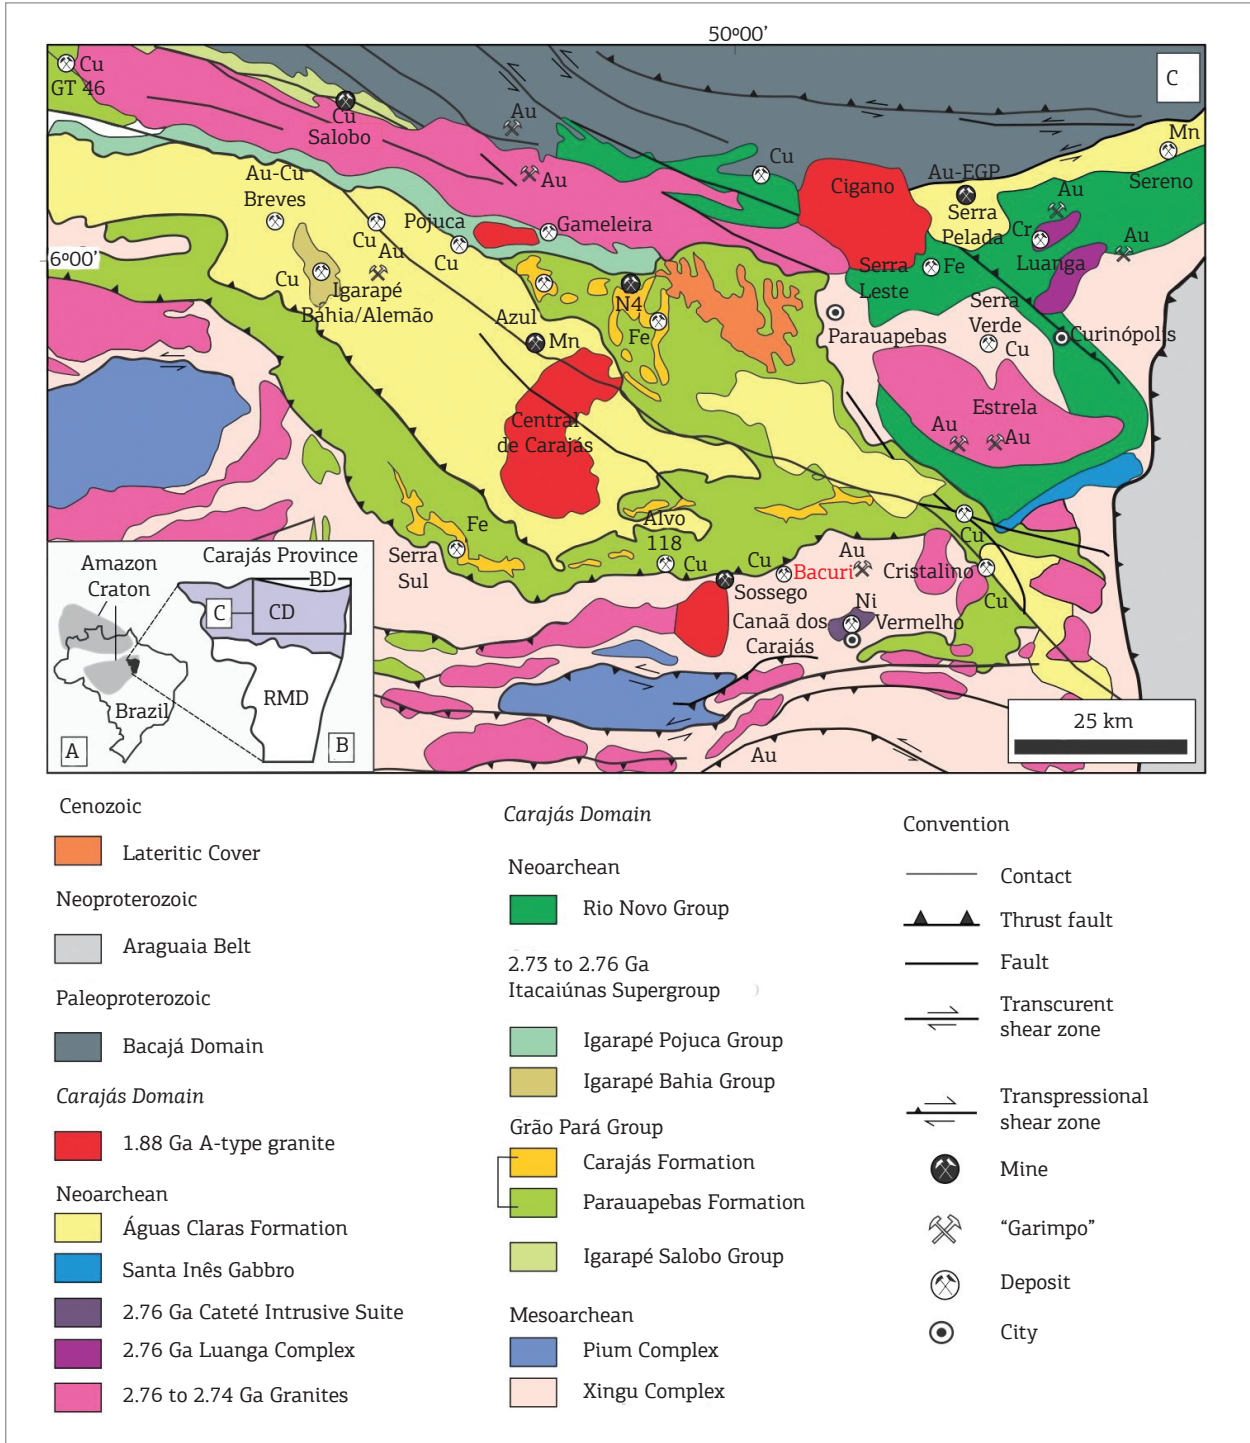 50°00’
C
Cu
GT 46
Cu
Salobo
Au
Mn
Au
Cu
Cigano
Au-EGP
Au
Sereno
Au-Cu
Breves
Pojuca
Gameleira
Serra
Pelada
Cr
Au
Cu
Au
Cu
6°00’
Cu
Igarapé
Báhia/Alemão
Serra
Leste
Fe
Luanga
N4
Azul
Fe
Mn
Parauapebas
Serra
Verde
Cu
Curinópolis
Estrela
Au
Au
Central
de Carajás
Alvo
118
Fe
Serra
Sul
Cu
Cu
Cu
Au
Bacuri
Cristalino
Cu
Sossego
Ni
Canaã dos
Carajás
Vermelho
Au
25 km
Amazon
Craton
Carajás Province
BD
C
CD
RMD
Brazil
A
B
Cenozoic
Lateritic Cover
Neoproterozoic
Araguaia Belt
Paleoproterozoic
Bacajá Domain
Carajás Domain
1.88 Ga A-type granite
Neoarchean
Águas Claras Formation
Santa Inês Gabbro
2.76 Ga Cateté Intrusive Suite
2.76 Ga Luanga Complex
2.76 to 2.74 Ga Granites
Carajás Domain
Neoarchean
Rio Novo Group
2.73 to 2.76 Ga
Itacaiúnas Supergroup
Igarapé Pojuca Group
Igarapé Bahia Group
Grão Pará Group
Carajás Formation
Parauapebas Formation
Igarapé Salobo Group
Mesoarchean
Pium Complex
Xingu Complex
Convention
Contact
Thrust fault
Fault
Transcurent
shear zone
Transpressional
shear zone
Mine
“Garimpo”
Deposit
City